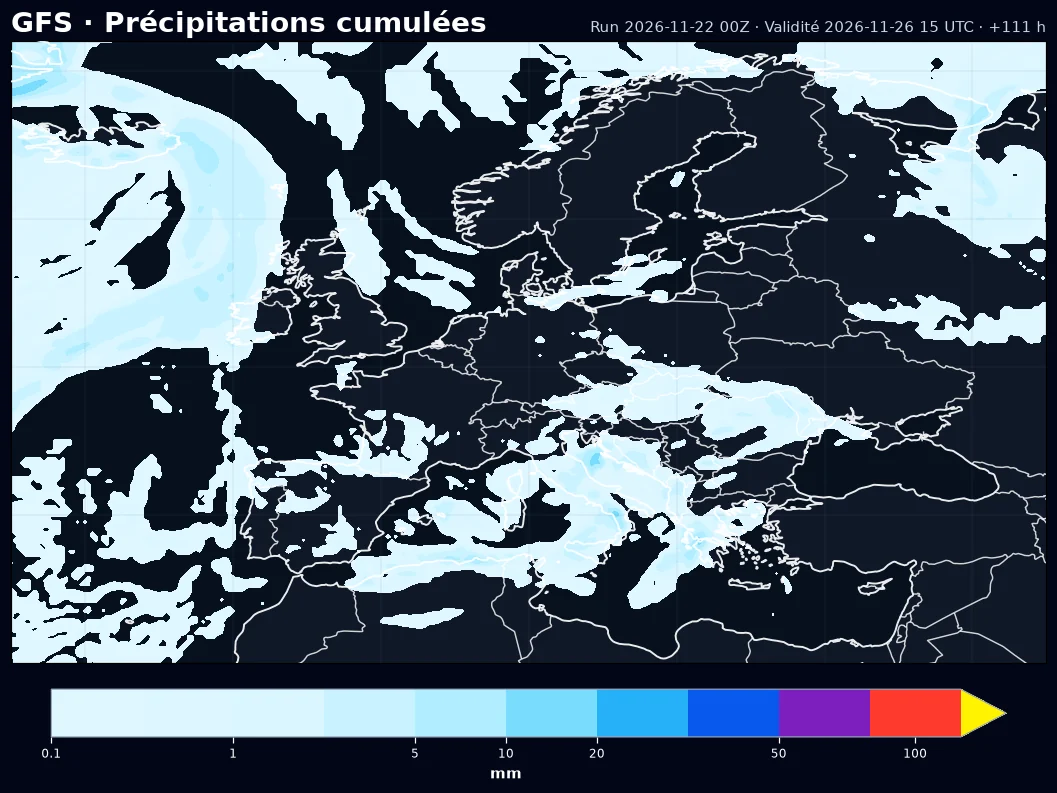 GFS · Précipitations cumulées
Run 2026-11-22 00Z · Validité 2026-11-26 15 UTC · +111 h
0.1 1 5 10 20 50 100
mm